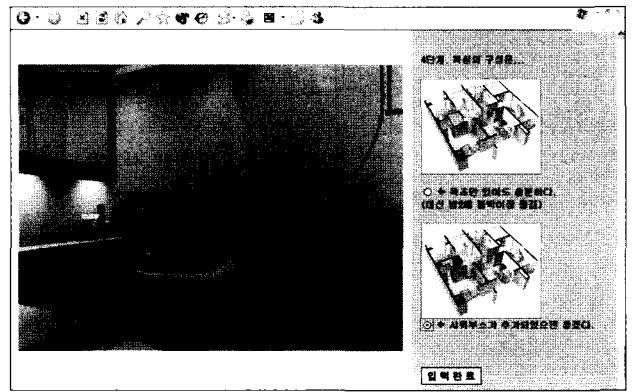 4단계. 욕실의 구성은...
욕조만 있어도 충분하다.
(대신 방2에 붙박이장 증설)
샤워부스가 추가되었으면 좋겠다.
입력완료